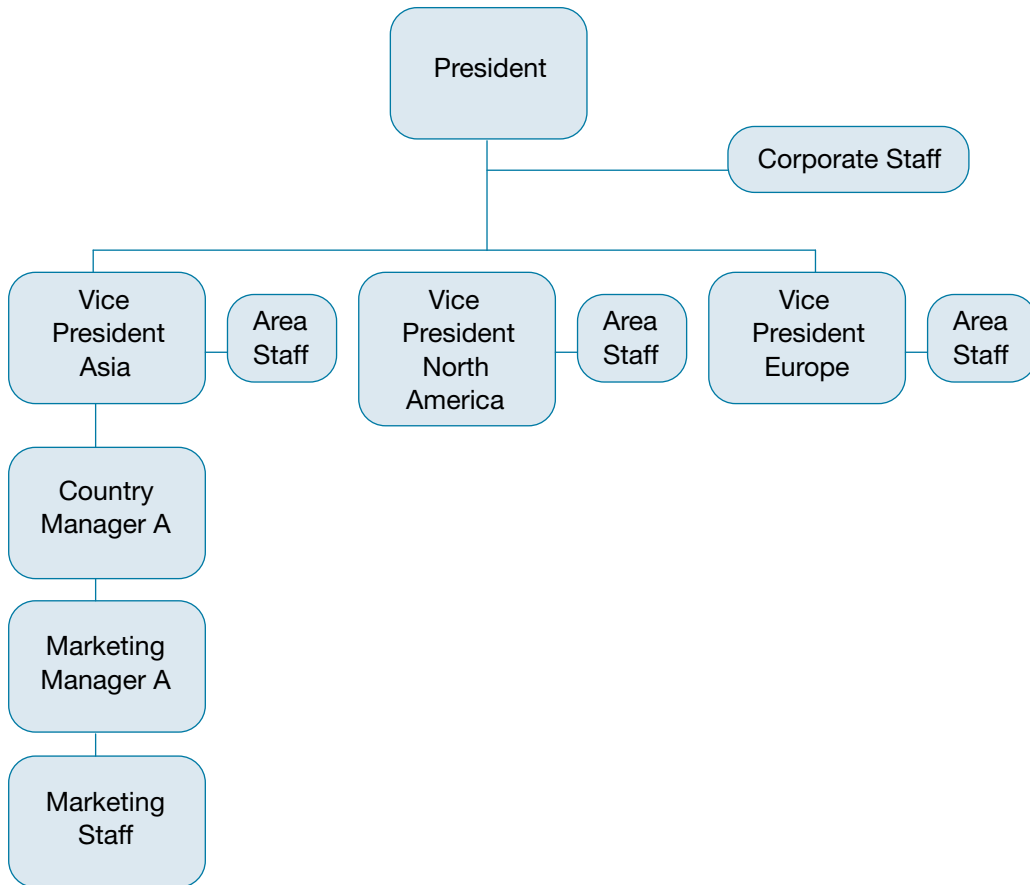 President
Corporate Staff
Vice
President
Asia
Area
Staff
Vice
President
North
America
Area
Staff
Vice
President
Europe
Area
Staff
Country
Manager A
Marketing
Manager A
Marketing
Staff